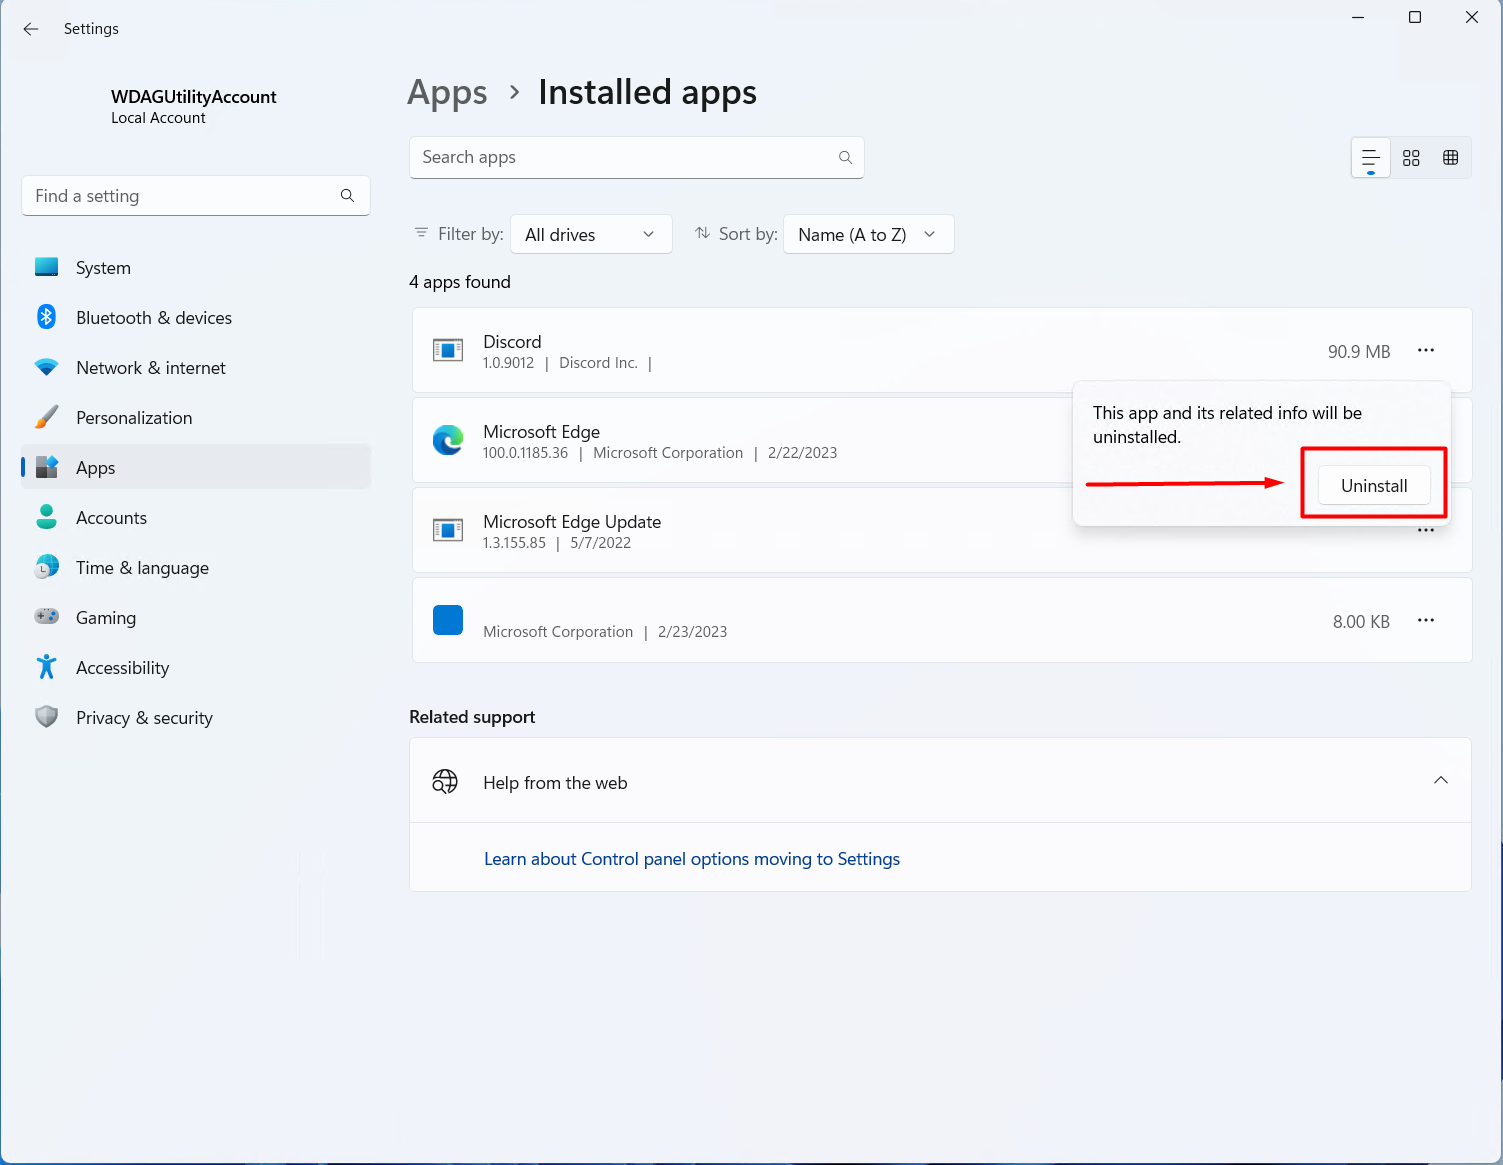 Settings
WDAGUtilityAccount
Local Account
Find a setting
System
Bluetooth & devices
Network & internet
Personalization
Apps
Accounts
Time & language
Gaming
Accessibility
Privacy & security
Apps > Installed apps
Search apps
Filter by: All drives Sort by: Name (A to Z)
4 apps found
Discord
1.0.9012 | Discord Inc. |
90.9 MB
Microsoft Edge
100.0.1185.36 | Microsoft Corporation | 2/22/2023
This app and its related info will be
uninstalled.
Uninstall
Microsoft Edge Update
1.3.155.85 | 5/7/2022
Microsoft Corporation | 2/23/2023
8.00 KB
Related support
Help from the web
Learn about Control panel options moving to Settings